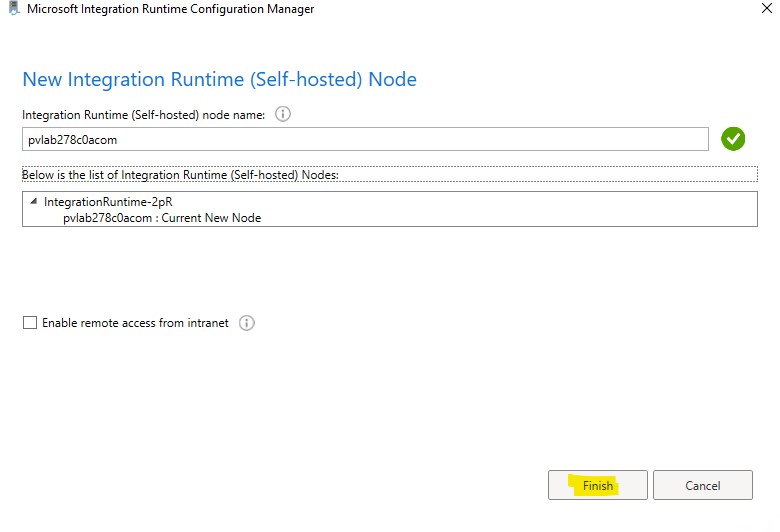 Microsoft Integration Runtime Configuration Manager
New Integration Runtime (Self-hosted) Node
Integration Runtime (Self-hosted) node name:
pvlab278c0acom
Below is the list of Integration Runtime (Self-hosted) Nodes:
IntegrationRuntime-2pR
pvlab278c0acom : Current New Node
Enable remote access from intranet
Finish
Cancel